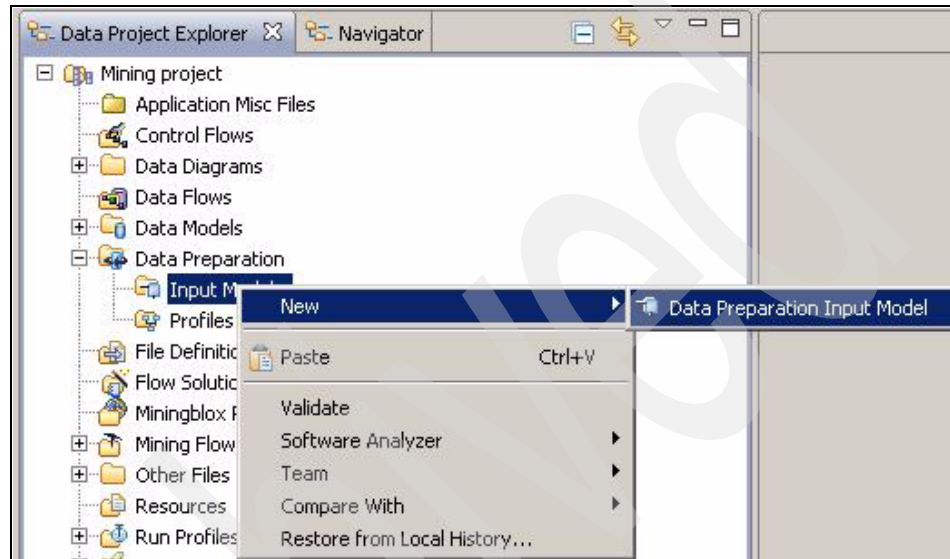 Data Project Explorer
Navigator
Mining project
Application Misc Files
Control Flows
Data Diagrams
Data Flows
Data Models
Data Preparation
Input
Profiles
File
Flow
Miningblox
Mining Flow
Other Files
Resources
Run Profiles
New
Paste Ctrl+V
Validate
Software Analyzer
Team
Compare With
Restore from Local History...
Data Preparation Input Model